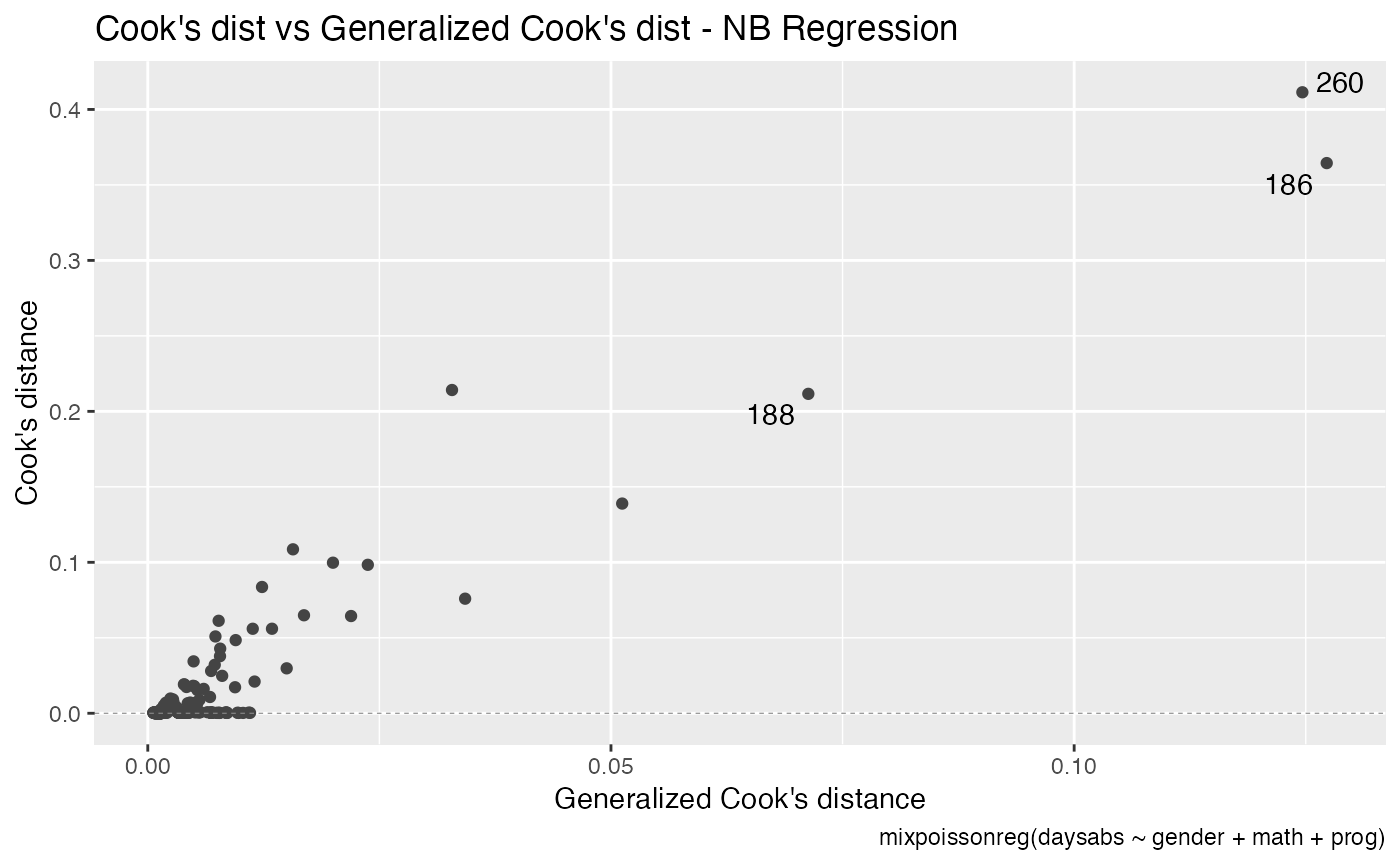 Cook's dist vs Generalized Cook's dist - NB Regression
260
0.4
186
0.3
Cook's distance
0.2
188
0.1
0.0
0.00 0.05 0.10
Generalized Cook's distance
mixpoissonreg(daysabs ~ gender + math + prog)